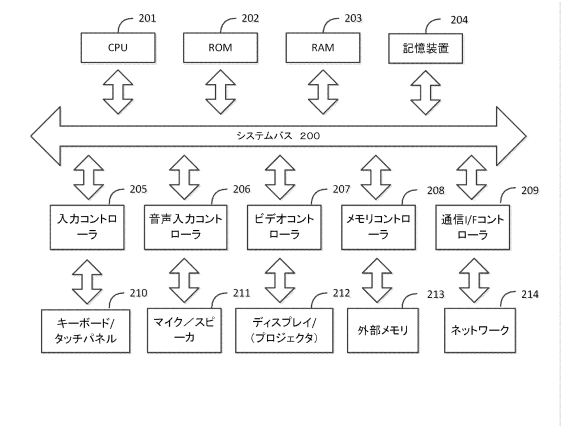 201
202
203
204
CPU
ROM
RAM
記憶装置
システムバス 200
205
206
207
208
209
入力コントロ
ーラ
音声入力コント
ローラ
ビデオコント
ローラ
メモリコントロ
ーラ
通信I/Fコント
ローラ
210
211
212
213
214
キーボード/
タッチパネル
マイク／スピ
ーカ
ディスプレイ/
(プロジェクタ)
外部メモリ
ネットワーク